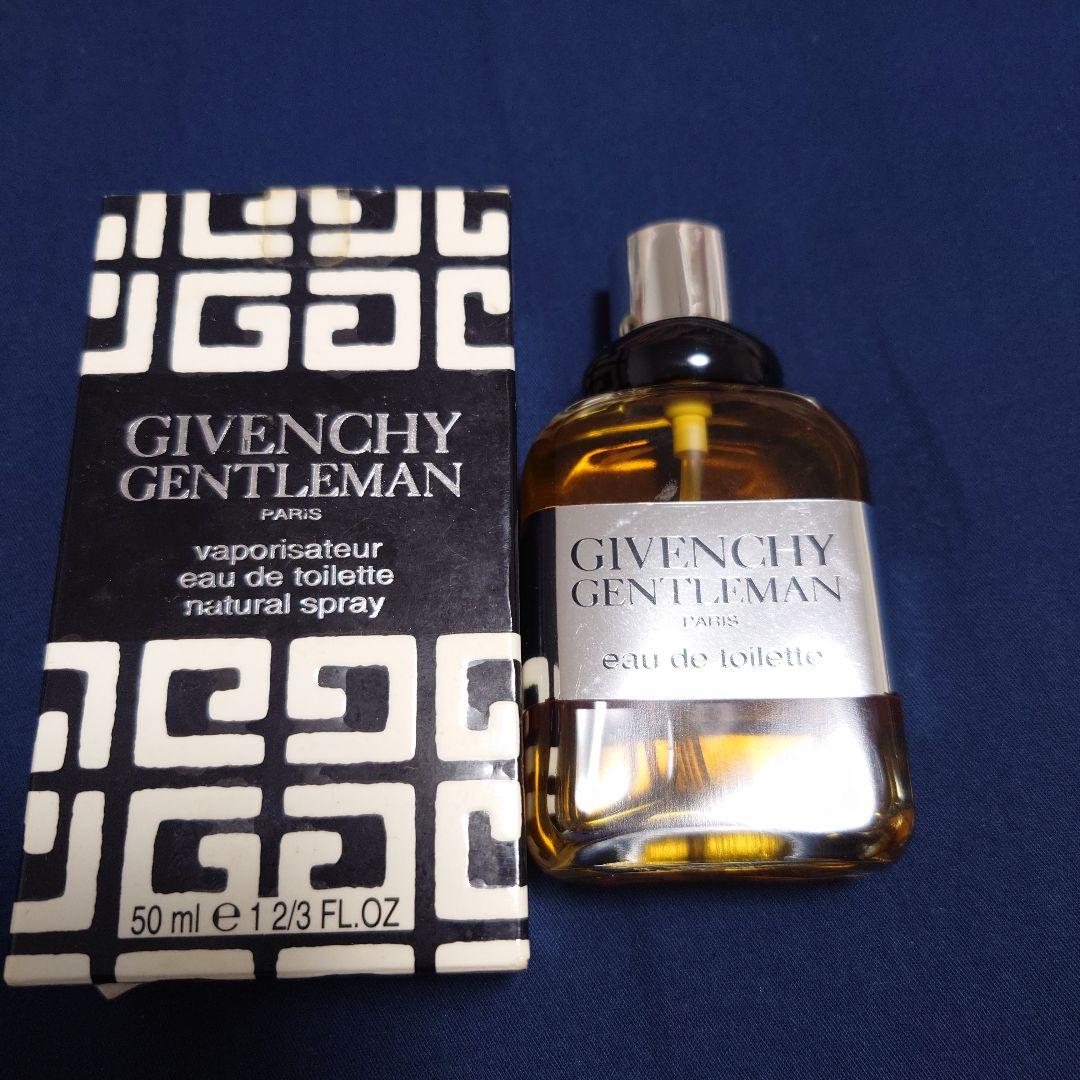 GIVENCHY
GENTLEMAN
PARIS
vaporisateur
eau de toilette
natural spray
50 ml e 1 2/3 FL.OZ
GIVENCHY
GENTLEMAN
PARIS
eau de toilette